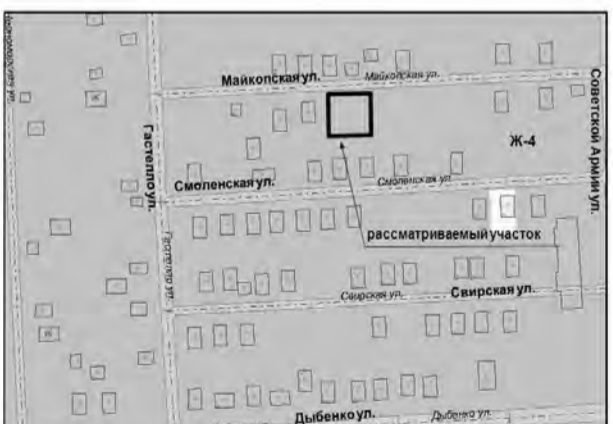 Майкопская ул.
Майкопская ул.
Советской Армии ул.
Гастелло ул.
Ж-4
Смоленская ул.
Смоленская ул.
рассматриваемый участок
Гастелло ул.
Свирская ул.
Свирская ул.
Дыбенко ул.
Дыбенко ул.